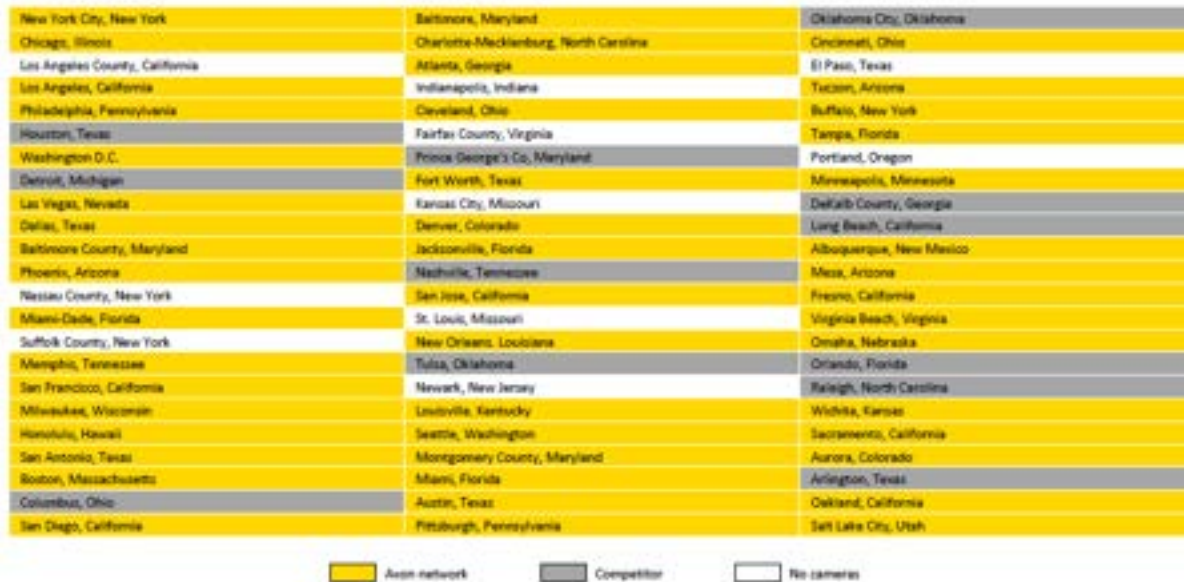 New York City, New York
Chicago, Illinois
Los Angeles County, California
Los Angeles, California
Philadelphia, Pennsylvania
Houston, Texas
Washington D.C.
Detroit, Michigan
Las Vegas, Nevada
Dallas, Texas
Baltimore County, Maryland
Phoenix, Arizona
Nassau County, New York
Miami-Dade, Florida
Suffolk County, New York
Memphis, Tennessee
San Francisco, California
Milwaukee, Wisconsin
Honolulu, Hawaii
San Antonio, Texas
Boston, Massachusetts
Columbus, Ohio
San Diego, California
Baltimore, Maryland
Charlotte-Mecklenburg, North Carolina
Atlanta, Georgia
Indianapolis, Indiana
Cleveland, Ohio
Fairfax County, Virginia
Prince George's Co, Maryland
Fort Worth, Texas
Kansas City, Missouri
Denver, Colorado
Jacksonville, Florida
Nashville, Tennessee
San Jose, California
St. Louis, Missouri
New Orleans. Louisiana
Tulsa, Oklahoma
Newark, New Jersey
Louisville, Kentucky
Seattle, Washington
Montgomery County, Maryland
Miami, Florida
Austin, Texas
Pittsburgh, Pennsylvania
Oklahoma City, Oklahoma
Cincinnati, Ohio
El Paso, Texas
Tucson, Arizona
Buffalo, New York
Tampa, Florida
Portland, Oregon
Minneapolis, Minnesota
DeKalb County, Georgia
Long Beach, California
Albuquerque, New Mexico
Mesa, Arizona
Fresno, California
Virginia Beach, Virginia
Omaha, Nebraska
Orlando, Florida
Raleigh, North Carolina
Wichita, Kansas
Sacramento, California
Aurora, Colorado
Arlington, Texas
Oakland, California
Salt Lake City, Utah
Axon network
Competitor
No cameras